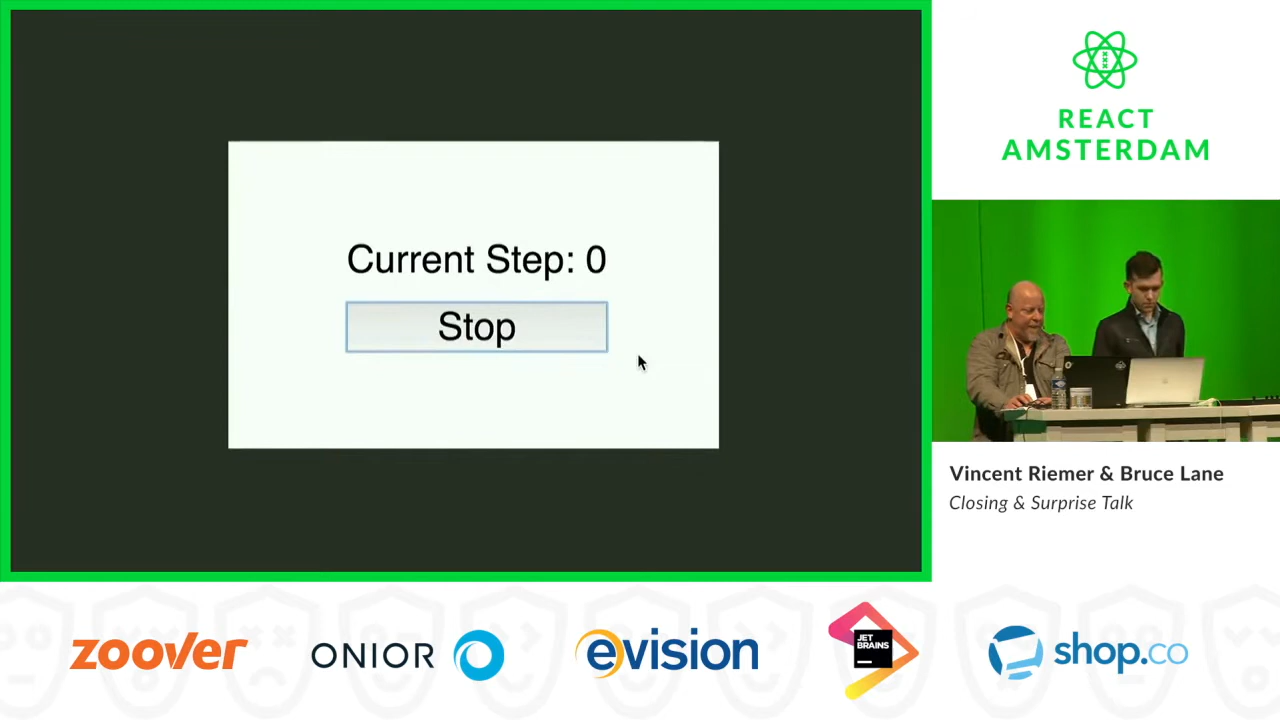 Current Step: 0
Stop
REACT
AMSTERDAM
Vincent Riemer & Bruce Lane
Closing & Surprise Talk
zoover
ONIOR
evision
JET
BRAINS
shop.co